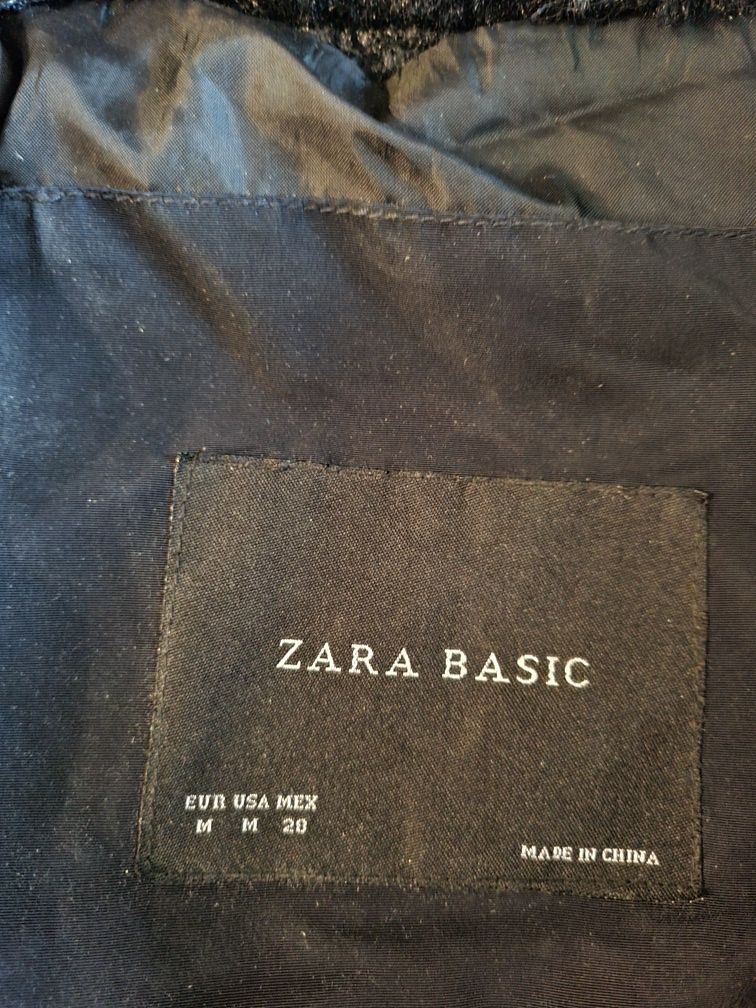 ZARA BASIC
EUR USA MEX
M M 28
MADE IN CHINA